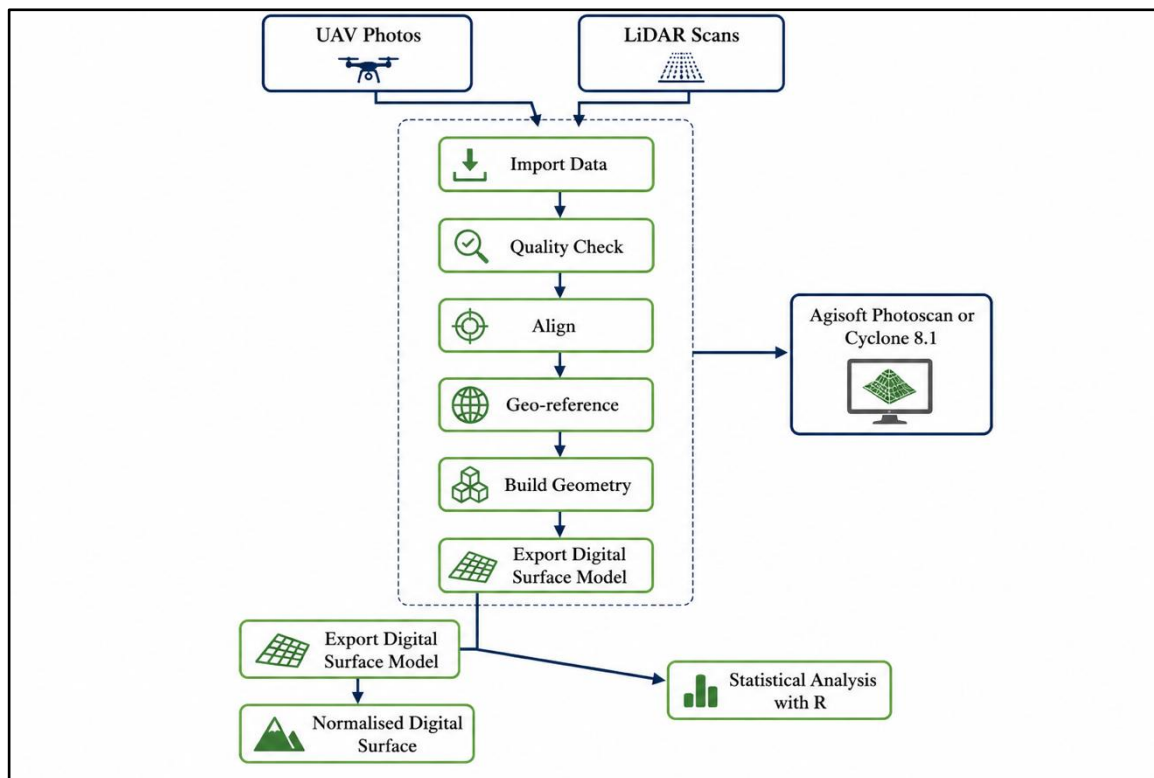 UAV Photos
LiDAR Scans
Import Data
Quality Check
Align
Geo-reference
Build Geometry
Export Digital
Surface Model
Agisoft Photoscan or
Cyclone 8.1
Export Digital
Surface Model
Normalised Digital
Surface
Statistical Analysis
with R